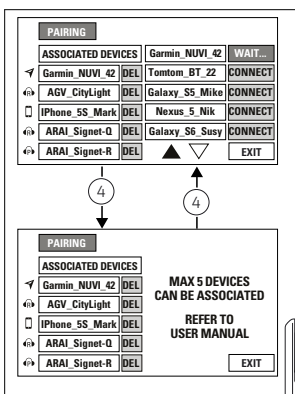 PAIRING
ASSOCIATED DEVICES Garmin_NUVI_42 WAIT...
Garmin_NUVI_42 DEL Tomtom_BT_22 CONNECT
AGV_CityLight DEL Galaxy_S5_Mike CONNECT
IPhone_5S_Mark DEL Nexus_5_Nik CONNECT
ARAI_Signet-Q DEL Galaxy_S6_Susy CONNECT
ARAI_Signet-R DEL EXIT
4 4
PAIRING
ASSOCIATED DEVICES
Garmin_NUVI_42 DEL
AGV_CityLight DEL
IPhone_5S_Mark DEL
ARAI_Signet-Q DEL
ARAI_Signet-R DEL
MAX 5 DEVICES
CAN BE ASSOCIATED
REFER TO
USER MANUAL
EXIT